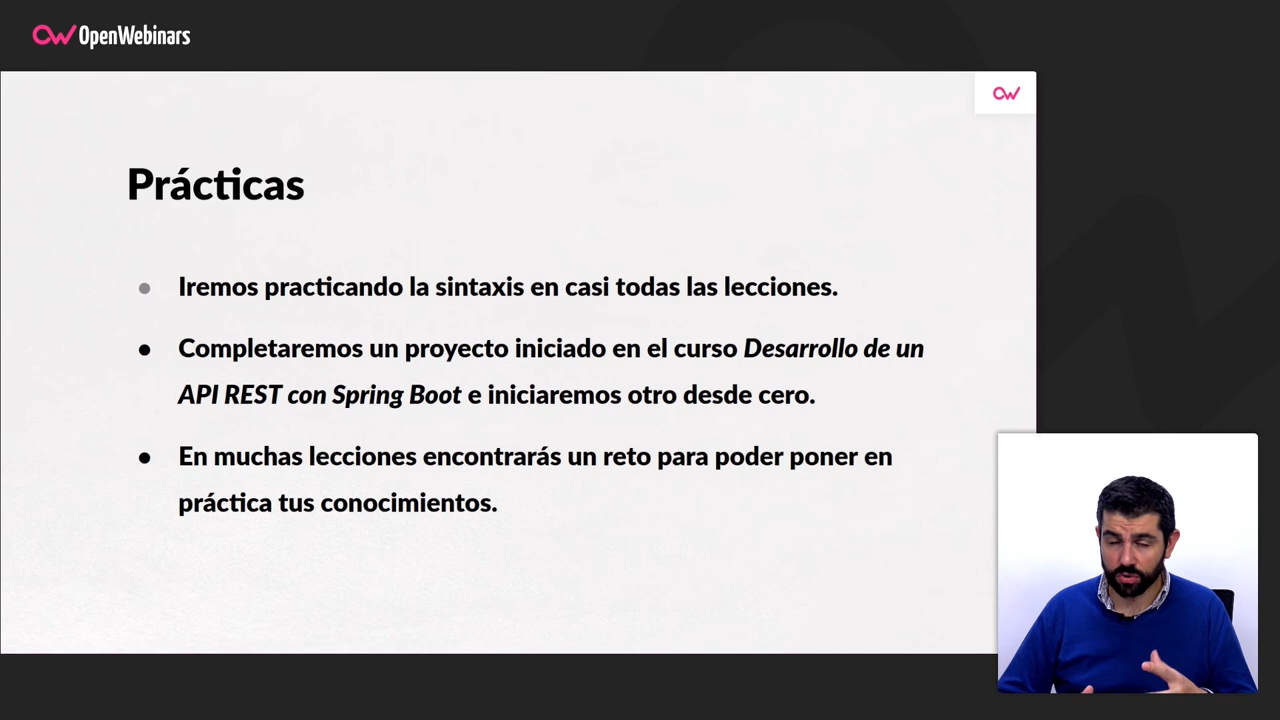 OpenWebinars
Prácticas
● Iremos practicando la sintaxis en casi todas las lecciones.
● Completaremos un proyecto iniciado en el curso Desarrollo de un
API REST con Spring Boot e iniciaremos otro desde cero.
● En muchas lecciones encontrarás un reto para poder poner en
práctica tus conocimientos.